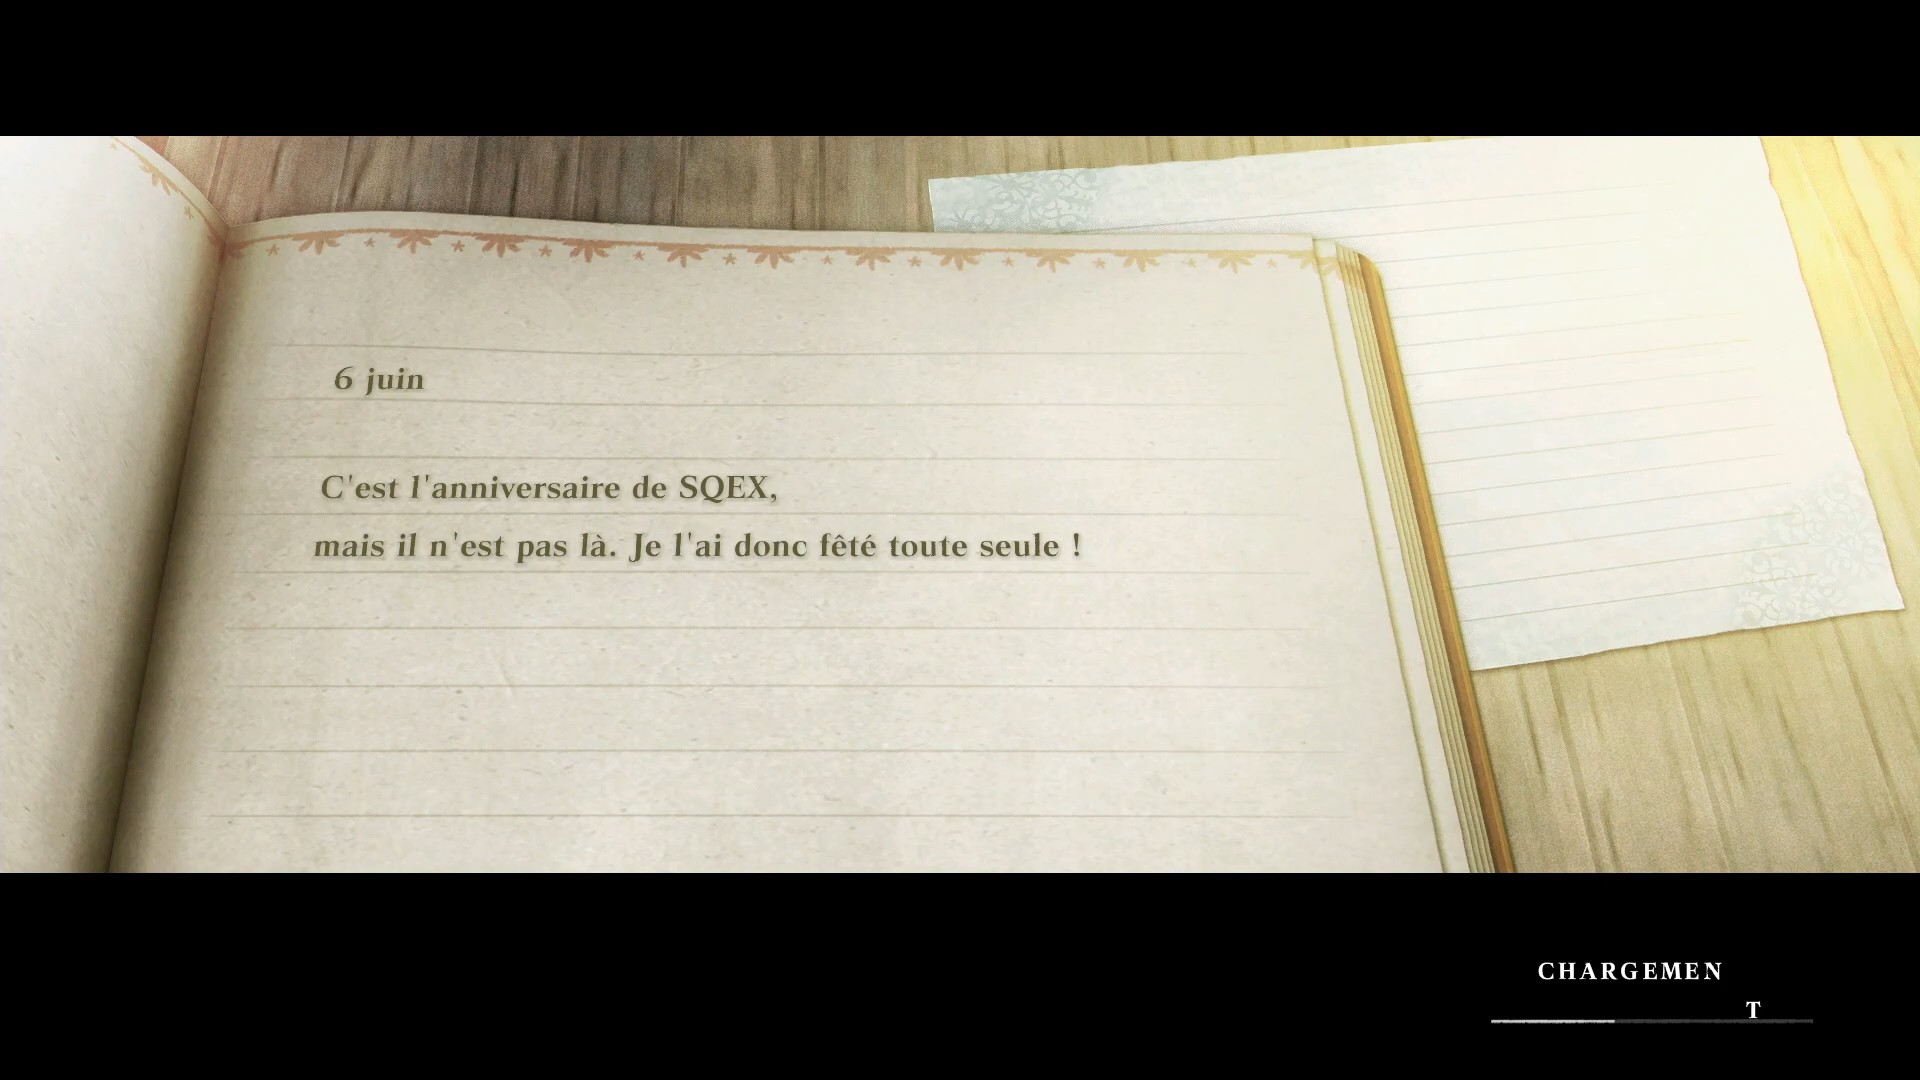 6 juin
C'est l'anniversaire de SQEX,
mais il n'est pas là. Je l'ai donc fêté toute seule !
CHARGEMEN
T